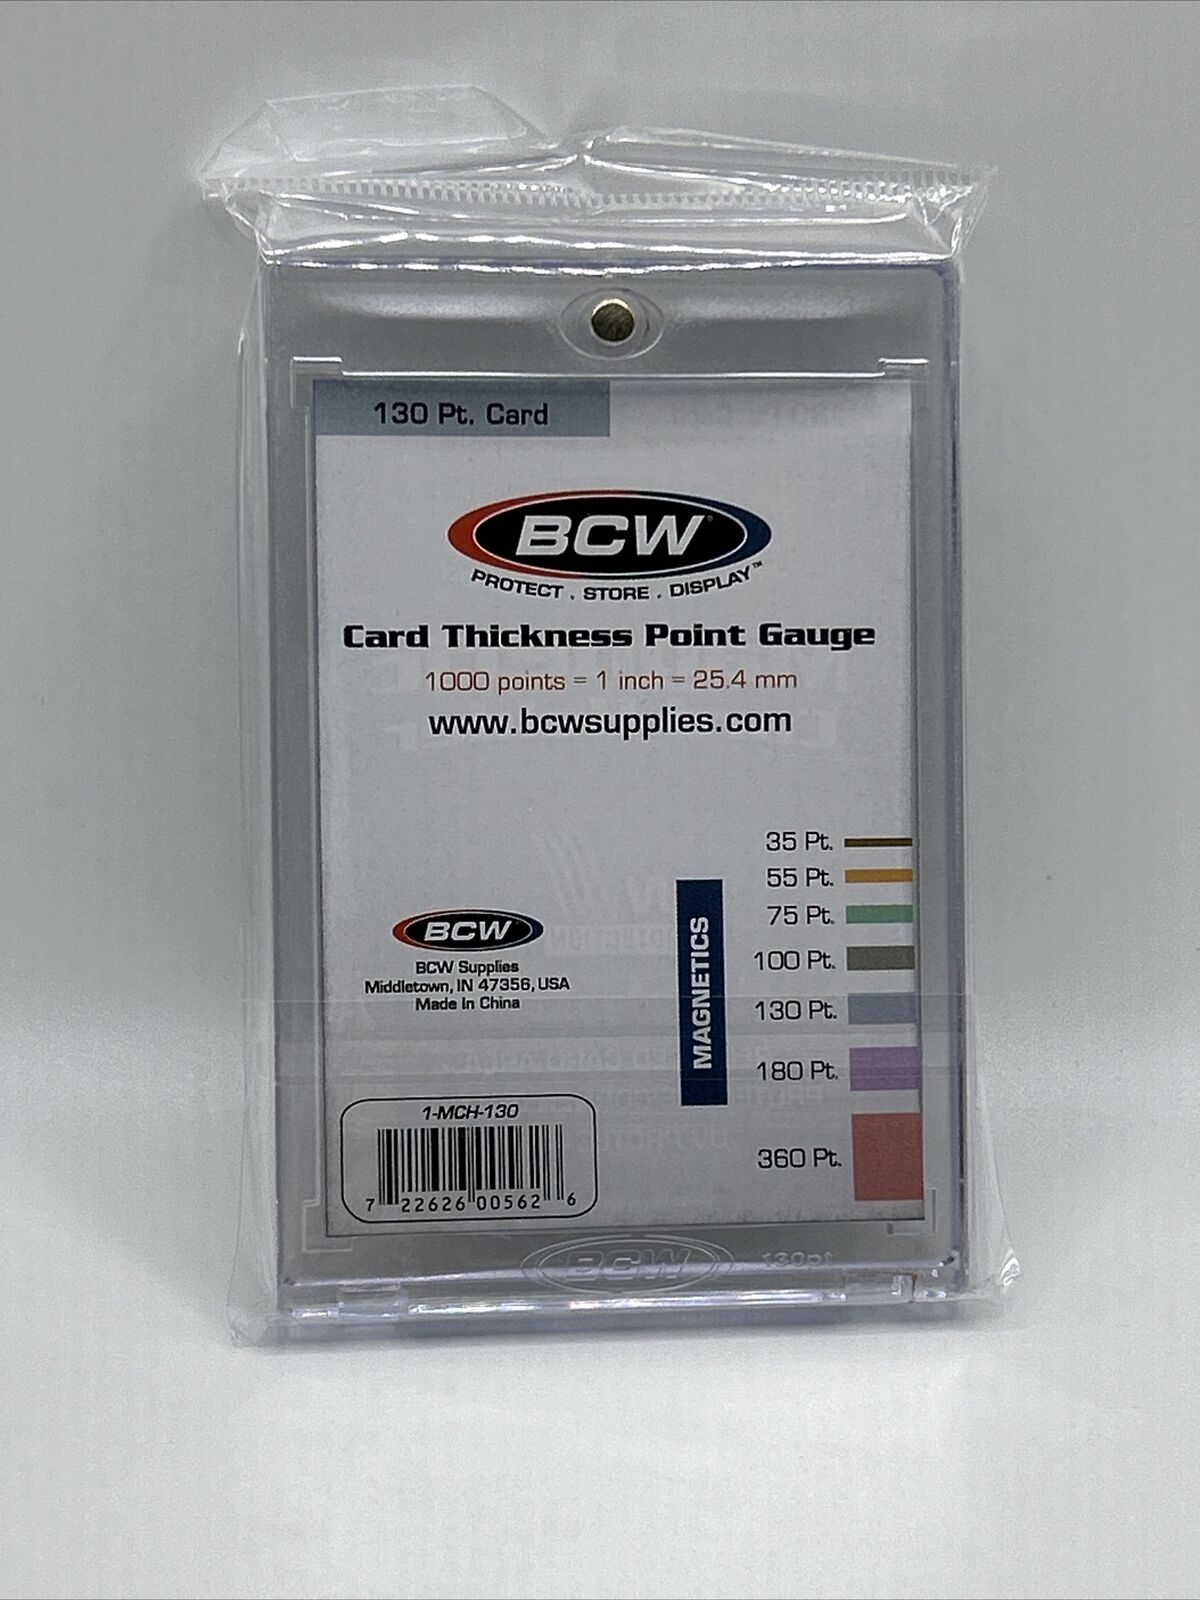 130 Pt. Card
BCW®
PROTECT . STORE . DISPLAY™
Card Thickness Point Gauge
1000 points = 1 inch = 25.4 mm
www.bcwsupplies.com
35 Pt.
55 Pt.
75 Pt.
100 Pt.
130 Pt.
180 Pt.
360 Pt.
MAGNETICS
BCW
BCW Supplies
Middletown, IN 47356, USA
Made In China
1-MCH-130
7 22626 00562 6
BCW 130pt